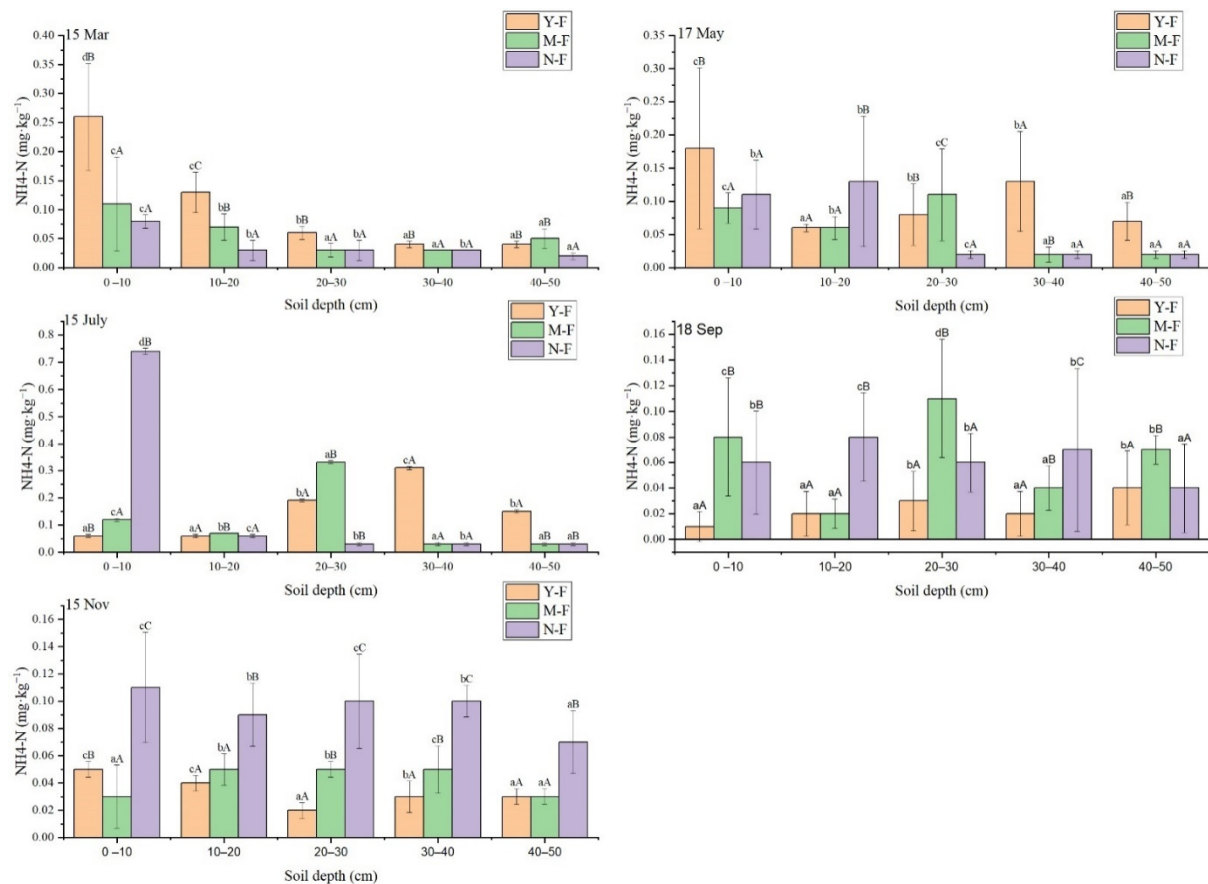 15 Mar
Y-F
M-F
N-F
NH4-N (mg·kg⁻¹)
0.40
0.35
0.30
0.25
0.20
0.15
0.10
0.05
0.00
dB
cA
cA
cC
bB
bA
bB
aA
bA
aB
aA
bA
aB
aB
aA
0 –10
10–20
20–30
30–40
40–50
Soil depth (cm)
17 May
Y-F
M-F
N-F
NH4-N (mg·kg⁻¹)
0.35
0.30
0.25
0.20
0.15
0.10
0.05
0.00
cB
cA
bA
aA
bA
bB
bB
cC
cA
bA
aB
aA
aB
aA
aA
0 –10
10–20
20–30
30–40
40–50
Soil depth (cm)
15 July
Y-F
M-F
N-F
NH4-N (mg·kg⁻¹)
0.8
0.7
0.6
0.5
0.4
0.3
0.2
0.1
0.0
aB
cA
dB
aA
bB
cA
bA
aB
bB
cA
aA
aA
bA
aB
aB
0 –10
10–20
20–30
30–40
40–50
Soil depth (cm)
18 Sep
Y-F
M-F
N-F
NH4-N (mg·kg⁻¹)
0.16
0.14
0.12
0.10
0.08
0.06
0.04
0.02
0.00
aA
cB
bB
aA
aA
cB
bA
dB
bA
aA
aB
bC
bA
bB
aA
0 –10
10–20
20–30
30–40
40–50
Soil depth (cm)
15 Nov
Y-F
M-F
N-F
NH4-N (mg·kg⁻¹)
0.16
0.14
0.12
0.10
0.08
0.06
0.04
0.02
0.00
cB
aA
cC
cA
bA
bB
aA
bB
cC
bA
cB
bC
aA
aA
aB
0 –10
10–20
20–30
30–40
40–50
Soil depth (cm)